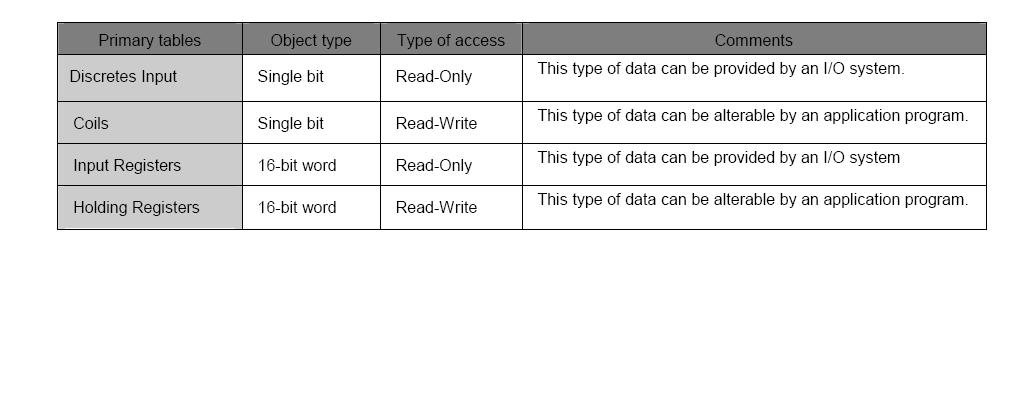 Primary tables Object type Type of access Comments
Discretes Input Single bit Read-Only This type of data can be provided by an I/O system.
Coils Single bit Read-Write This type of data can be alterable by an application program.
Input Registers 16-bit word Read-Only This type of data can be provided by an I/O system
Holding Registers 16-bit word Read-Write This type of data can be alterable by an application program.